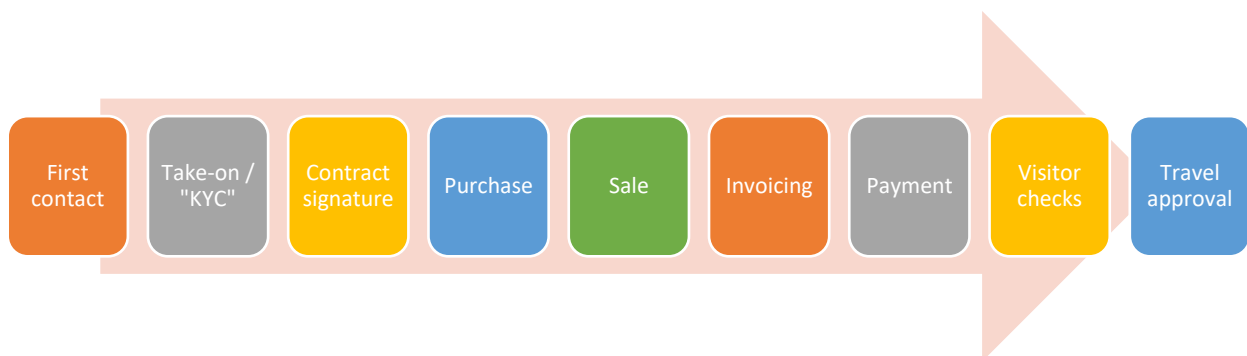 First
contact
Take-on /
"KYC"
Contract
signature
Purchase
Sale
Invoicing
Payment
Visitor
checks
Travel
approval